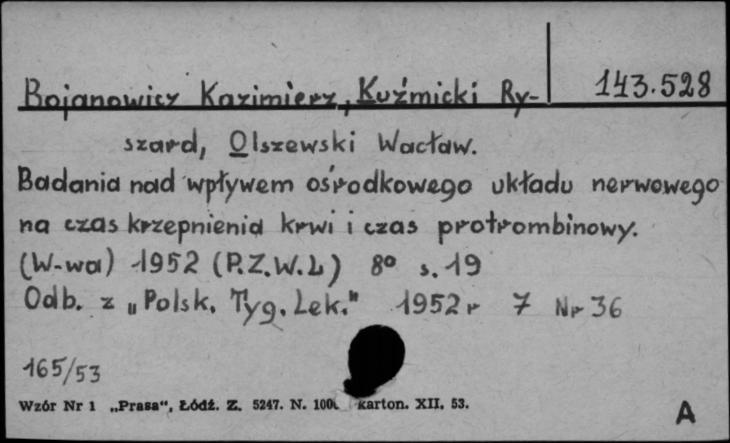 143.528
Bojanowicz Kazimierz, Kuźmicki Ry-
szard, Olszewski Wacław.
Badania nad wpływem ośrodkowego układu nerwowego
na czas krzepnienia krwi i czas protrombinowy.
(W-wa) 1952 (P.Z.W.L) 8° s. 19
Odb. z „Polsk. Tyg. Lek." 1952 r 7 Nr 36
165/53
Wzór Nr 1 „Prasa", Łódź. Z. 5247. N. karton. XII. 53.
A